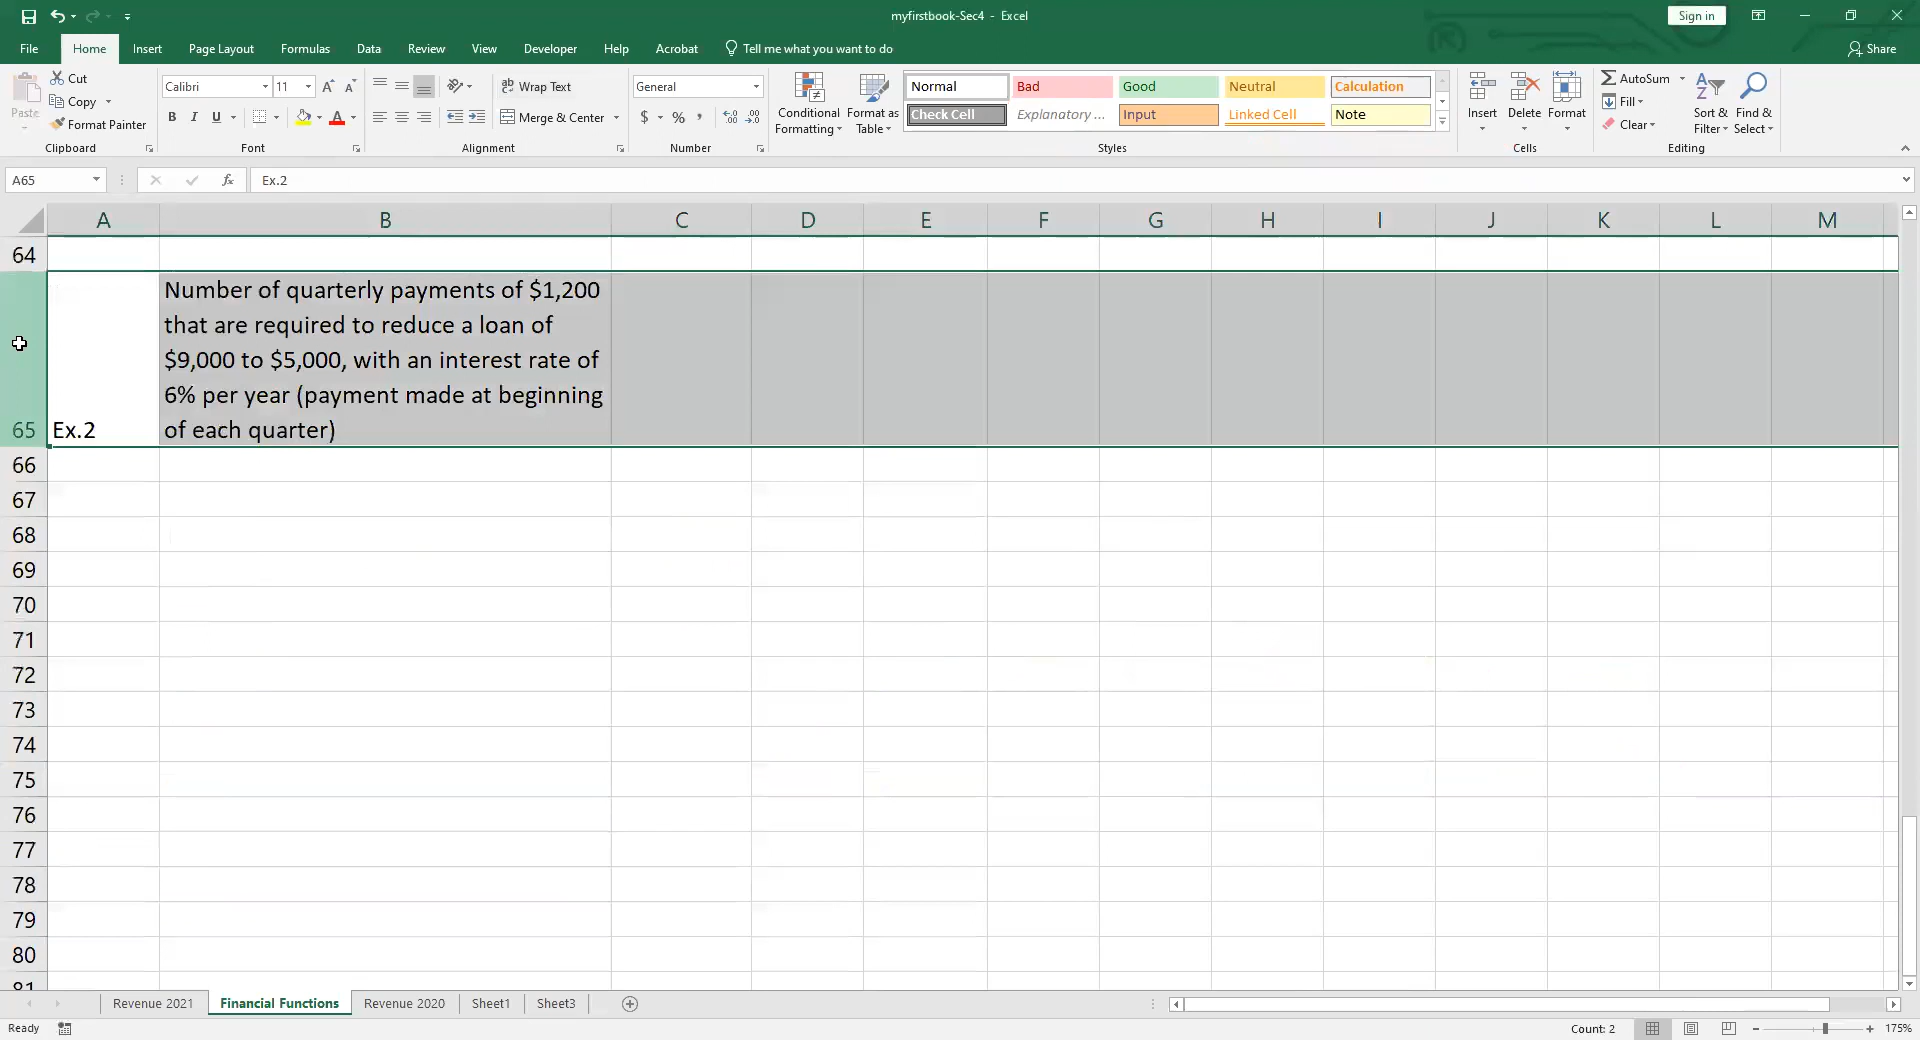 myfirstbook-Sec4 - Excel
Sign in
File Home Insert Page Layout Formulas Data Review View Developer Help Acrobat Tell me what you want to do Share
Paste
Cut
Copy
Format Painter
Clipboard
Calibri 11
B I U
Font
Wrap Text
Merge & Center
Alignment
General
$ % ,
Number
Conditional Formatting
Format as Table
Normal Bad Good Neutral Calculation
Check Cell Explanatory ... Input Linked Cell Note
Styles
Insert Delete Format
Cells
AutoSum
Fill
Clear
Sort & Filter
Find & Select
Editing
A65 fx Ex.2
A B C D E F G H I J K L M
64
65 Ex.2
Number of quarterly payments of $1,200
that are required to reduce a loan of
$9,000 to $5,000, with an interest rate of
6% per year (payment made at beginning
of each quarter)
66
67
68
69
70
71
72
73
74
75
76
77
78
79
80
81
Revenue 2021 Financial Functions Revenue 2020 Sheet1 Sheet3
Ready Count: 2 175%